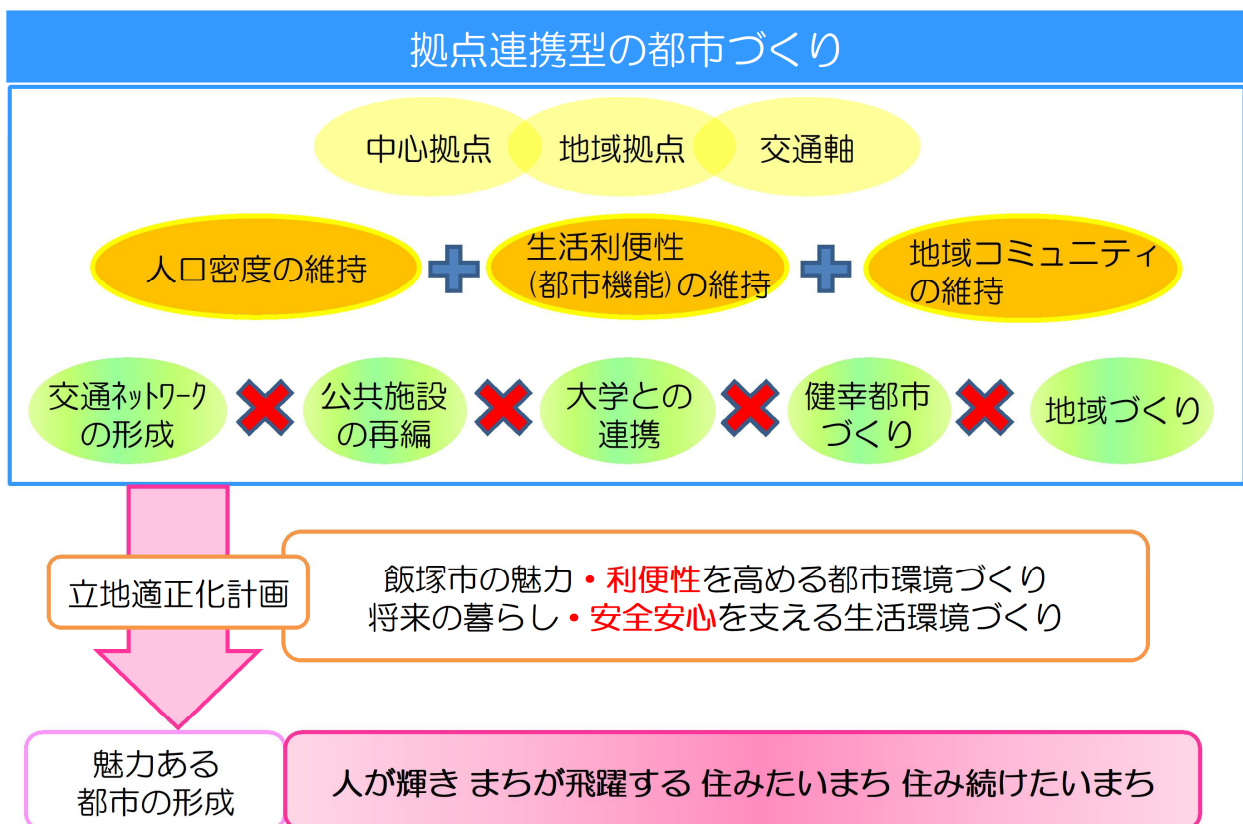 拠点連携型の都市づくり
中心拠点 地域拠点 交通軸
人口密度の維持
生活利便性
(都市機能)の維持
地域コミュニティ
の維持
交通ﾈｯﾄﾜｰｸ
の形成
公共施設
の再編
大学との
連携
健幸都市
づくり
地域づくり
立地適正化計画
飯塚市の魅力・利便性を高める都市環境づくり
将来の暮らし・安全安心を支える生活環境づくり
魅力ある
都市の形成
人が輝き まちが飛躍する 住みたいまち 住み続けたいまち